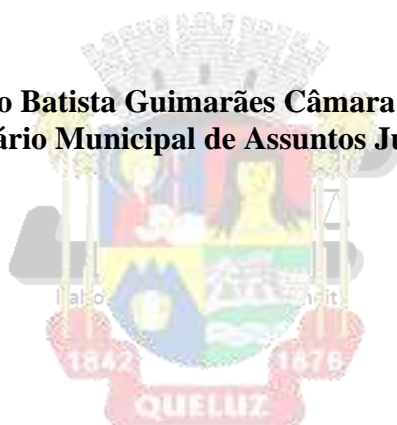 o Batista Guimarães Câmara
ário Municipal de Assuntos Ju
1842
1876
QUELUZ